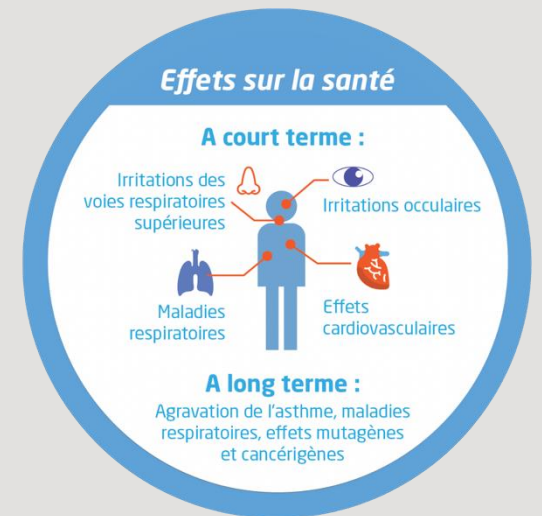 Effets sur la santé
A court terme :
Irritations des
voies respiratoires
supérieures
Irritations occulaires
Maladies
respiratoires
Effets
cardiovasculaires
A long terme :
Agravation de l'asthme, maladies
respiratoires, effets mutagènes
et cancérigènes